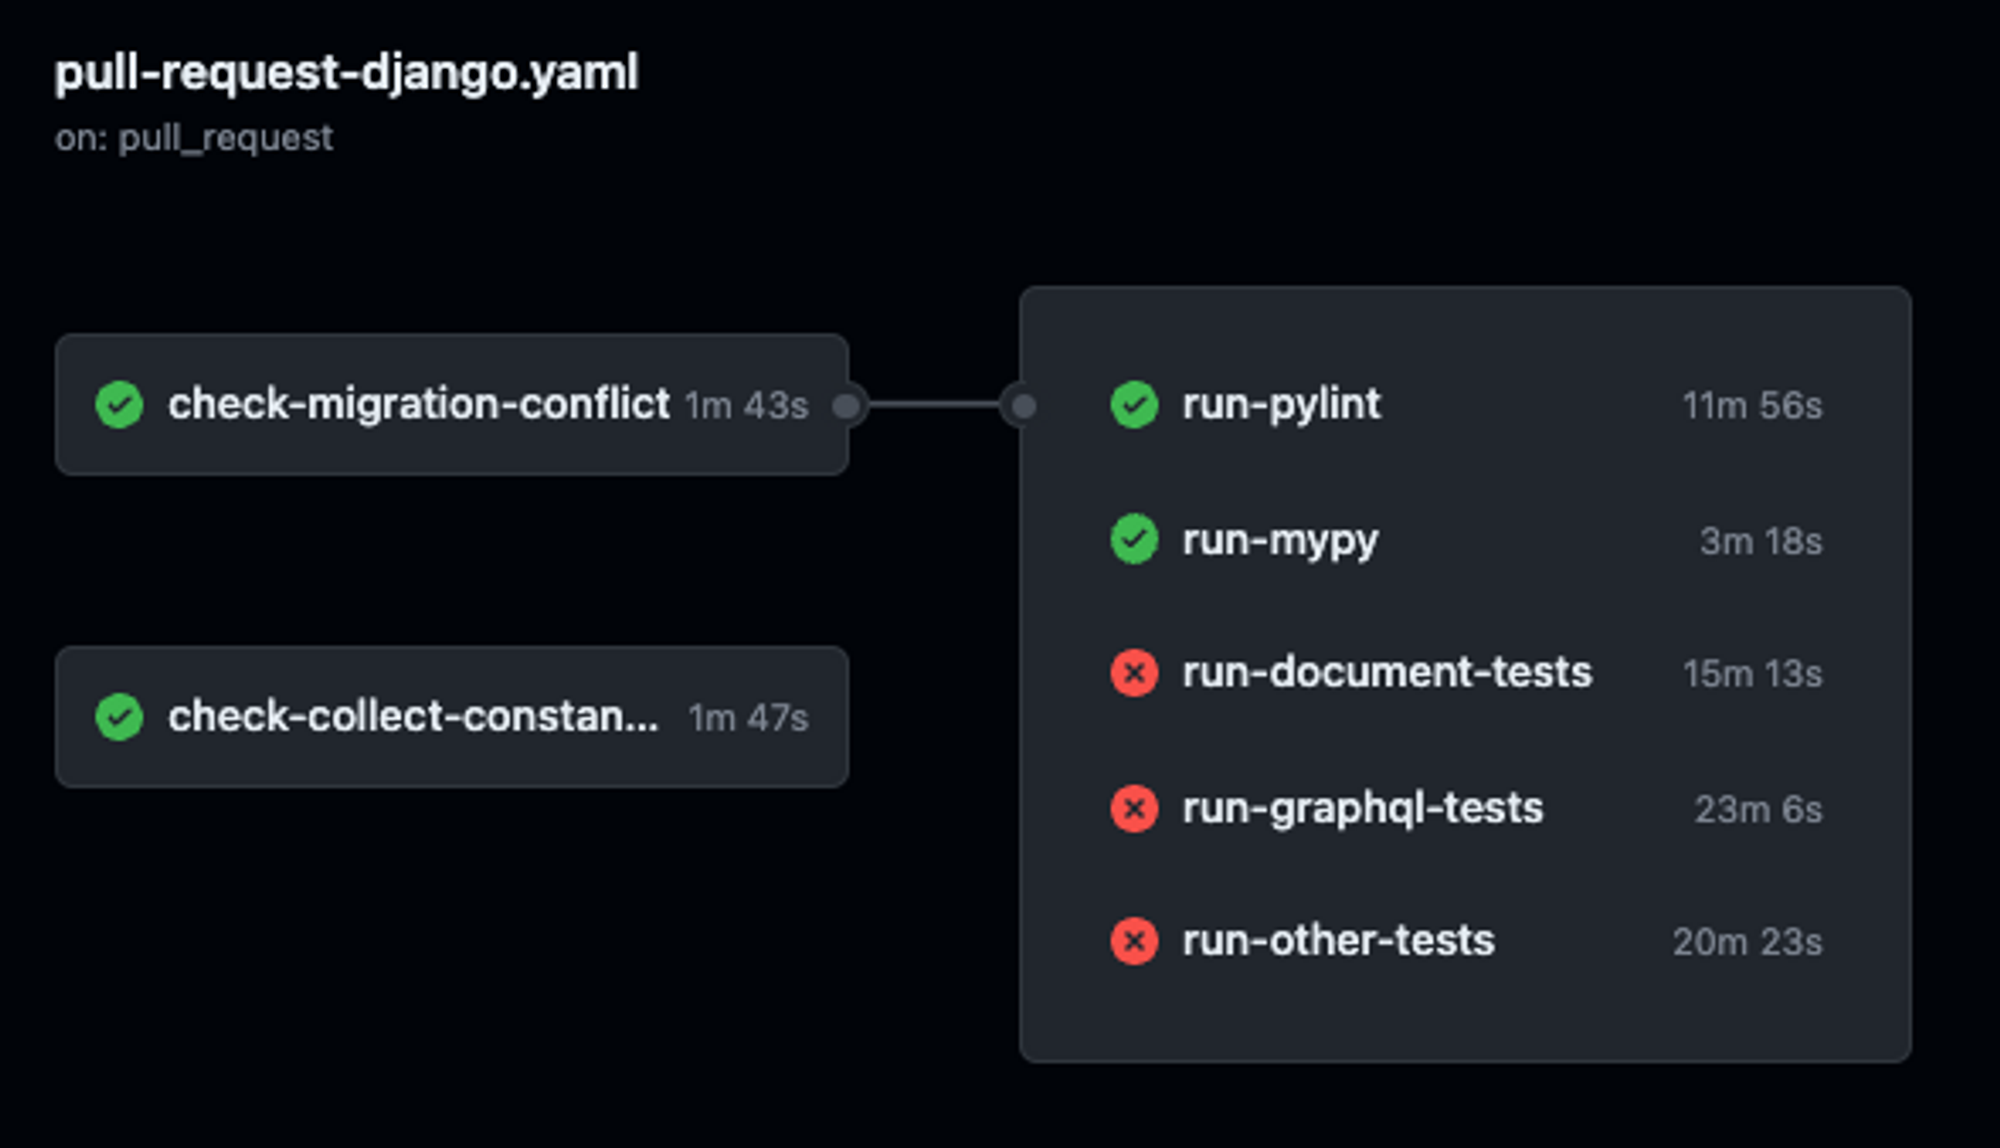 pull-request-django.yaml
on: pull_request
check-migration-conflict 1m 43s
check-collect-constan... 1m 47s
run-pylint 11m 56s
run-mypy 3m 18s
run-document-tests 15m 13s
run-graphql-tests 23m 6s
run-other-tests 20m 23s